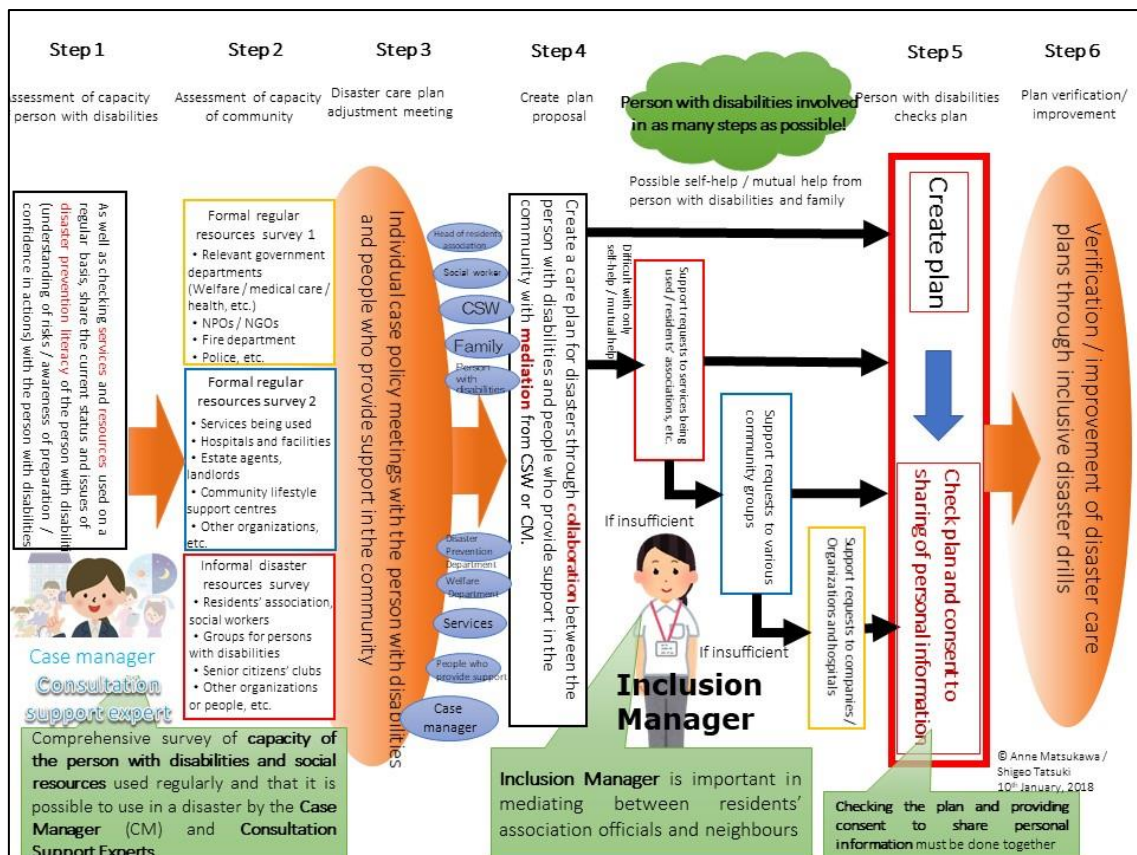 Step 1
Step 2
Step 3
Step 4
Step 5
Step 6
Assessment of capacity
person with disabilities
Assessment of capacity
of community
Disaster care plan
adjustment meeting
Create plan
proposal
Person with disabilities involved
in as many steps as possible!
Person with disabilities
checks plan
Plan verification/
improvement
As well as checking services and resources used on a
regular basis, share the current status and issues of
disaster prevention literacy of the person with disabiliti
(understanding of risks / awareness of preparation /
confidence in actions) with the person with disabilities
Case manager
Consultation
support expert
Formal regular
resources survey 1
• Relevant government
departments
(Welfare / medical care /
health, etc.)
• NPOs / NGOs
• Fire department
• Police, etc.
Formal regular
resources survey 2
• Services being used
• Hospitals and facilities
• Estate agents,
landlords
• Community lifestyle
support centres
• Other organizations,
etc.
Informal disaster
resources survey
• Residents' association,
social workers
• Groups for persons
with disabilities
• Senior citizens' clubs
• Other organizations
or people, etc.
Individual case policy meetings with the person with disabilities
and people who provide support in the community
Head of residents'
association
Social worker
CSW
Family
Person
with
disabilities
Disaster
Prevention
Department
Welfare
Department
Services
People who
provide support
Case
manager
Create a care plan for disasters through collaboration between the
person with disabilities and people who provide support in the
community with mediation from CSW or CM.
Possible self-help / mutual help from
person with disabilities and family
Difficult with only
self-help / mutual help
Support requests to services being
used / residents' associations, etc.
If insufficient
Support requests to various
community groups
If insufficient
Support requests to companies /
Organizations and hospitals
Inclusion
Manager
Create plan
Check plan and consent to
sharing of personal information
Verification / improvement of disaster care
plans through inclusive disaster drills
© Anne Matsukawa /
Shigeo Tatsuki
10th January, 2018
Comprehensive survey of capacity of
the person with disabilities and social
resources used regularly and that it is
possible to use in a disaster by the Case
Manager (CM) and Consultation
Support Experts
Inclusion Manager is important in
mediating between residents'
association officials and neighbours
Checking the plan and providing
consent to share personal
information must be done together